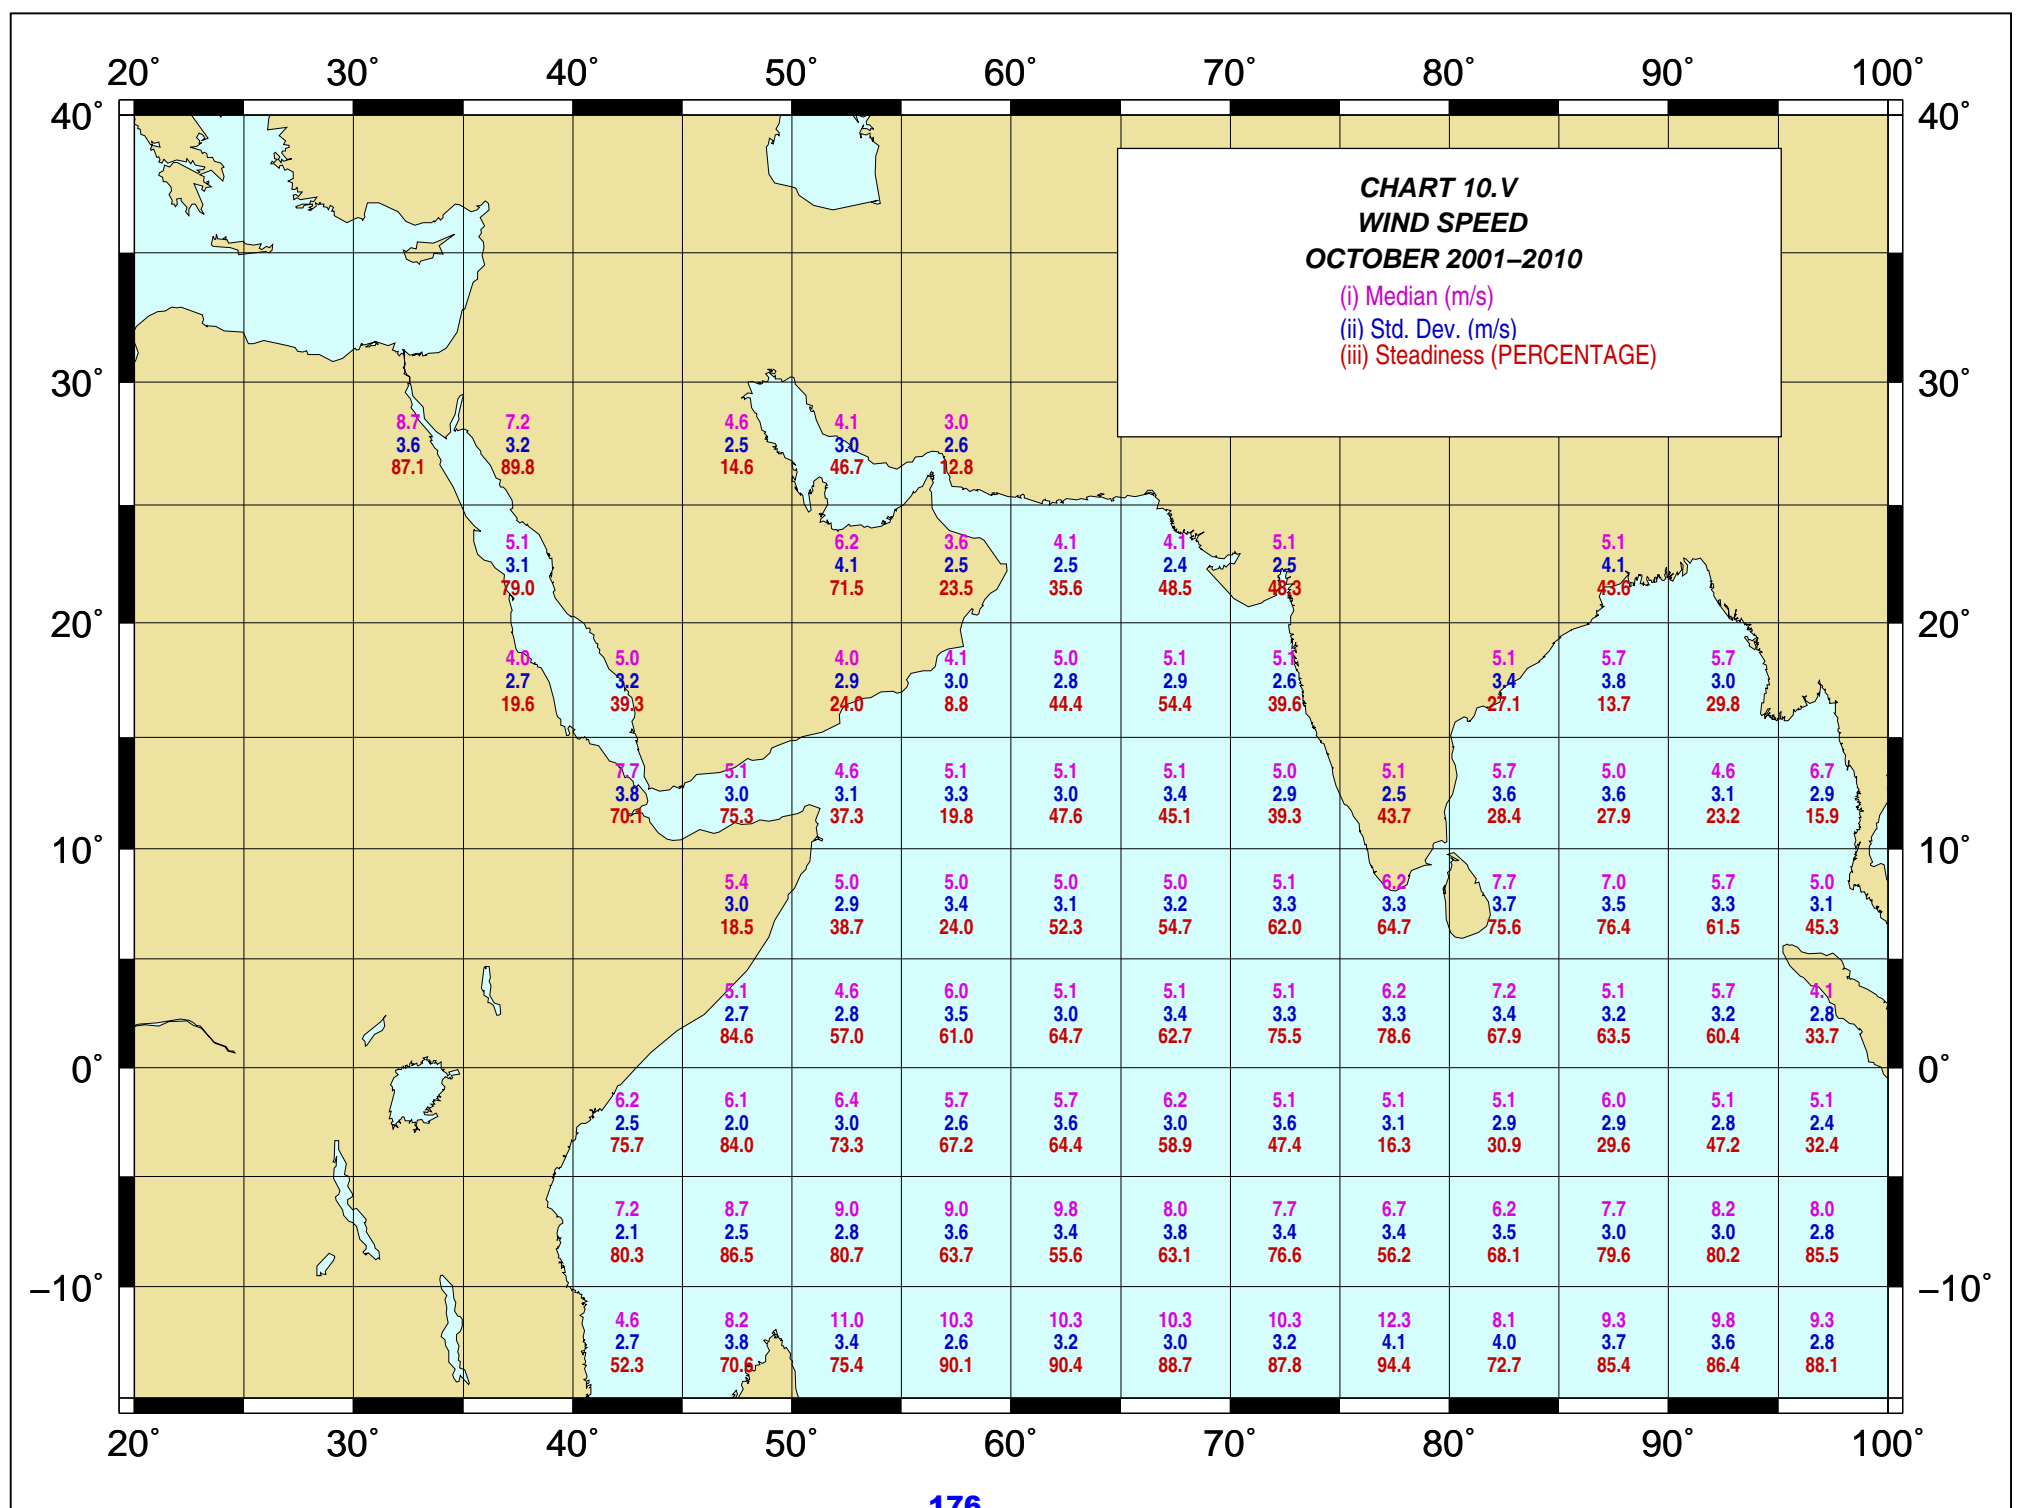 20° 30° 40° 50° 60° 70° 80° 90° 100°
40° 40°
CHART 10.V
WIND SPEED
OCTOBER 2001–2010
(i) Median (m/s)
(ii) Std. Dev. (m/s)
(iii) Steadiness (PERCENTAGE)
30° 30°
8.7 7.2 4.6 4.1 3.0
3.6 3.2 2.5 3.0 2.6
87.1 89.8 14.6 46.7 12.8
5.1 6.2 3.6 4.1 4.1 5.1 5.1
3.1 4.1 2.5 2.5 2.4 2.5 4.1
79.0 71.5 23.5 35.6 48.5 48.3 43.6
20° 20°
4.0 5.0 4.0 4.1 5.0 5.1 5.1 5.1 5.7 5.7
2.7 3.2 2.9 3.0 2.8 2.9 2.6 3.4 3.8 3.0
19.6 39.3 24.0 8.8 44.4 54.4 39.6 27.1 13.7 29.8
7.7 5.1 4.6 5.1 5.1 5.1 5.0 5.1 5.7 5.0 4.6 6.7
3.8 3.0 3.1 3.3 3.0 3.4 2.9 2.5 3.6 3.6 3.1 2.9
70.1 75.3 37.3 19.8 47.6 45.1 39.3 43.7 28.4 27.9 23.2 15.9
10° 10°
5.4 5.0 5.0 5.0 5.0 5.1 6.2 7.7 7.0 5.7 5.0
3.0 2.9 3.4 3.1 3.2 3.3 3.3 3.7 3.5 3.3 3.1
18.5 38.7 24.0 52.3 54.7 62.0 64.7 75.6 76.4 61.5 45.3
5.1 4.6 6.0 5.1 5.1 5.1 6.2 7.2 5.1 5.7 4.1
2.7 2.8 3.5 3.0 3.4 3.3 3.3 3.4 3.2 3.2 2.8
84.6 57.0 61.0 64.7 62.7 75.5 78.6 67.9 63.5 60.4 33.7
0° 0°
6.2 6.1 6.4 5.7 5.7 6.2 5.1 5.1 5.1 6.0 5.1 5.1
2.5 2.0 3.0 2.6 3.6 3.0 3.6 3.1 2.9 2.9 2.8 2.4
75.7 84.0 73.3 67.2 64.4 58.9 47.4 16.3 30.9 29.6 47.2 32.4
7.2 8.7 9.0 9.0 9.8 8.0 7.7 6.7 6.2 7.7 8.2 8.0
2.1 2.5 2.8 3.6 3.4 3.8 3.4 3.4 3.5 3.0 3.0 2.8
80.3 86.5 80.7 63.7 55.6 63.1 76.6 56.2 68.1 79.6 80.2 85.5
−10° −10°
4.6 8.2 11.0 10.3 10.3 10.3 10.3 12.3 8.1 9.3 9.8 9.3
2.7 3.8 3.4 2.6 3.2 3.0 3.2 4.1 4.0 3.7 3.6 2.8
52.3 70.6 75.4 90.1 90.4 88.7 87.8 94.4 72.7 85.4 86.4 88.1
20° 30° 40° 50° 60° 70° 80° 90° 100°
176